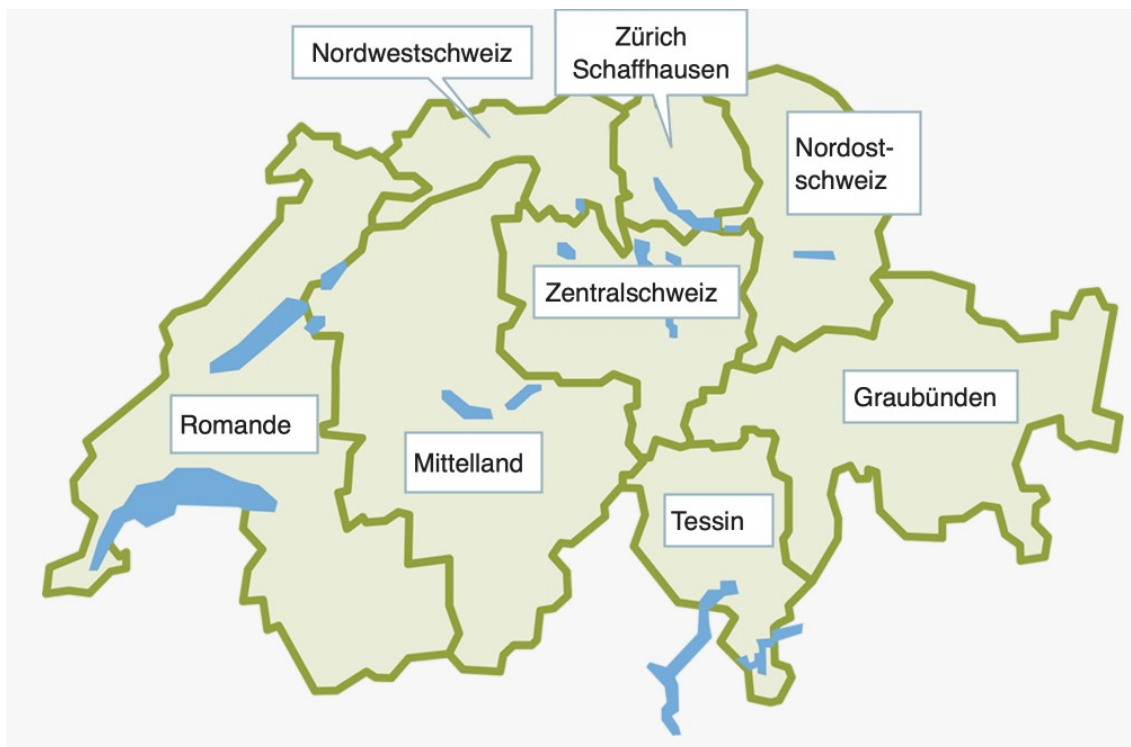 Nordwestschweiz
Zürich
Schaffhausen
Nordost-
schweiz
Zentralschweiz
Graubünden
Romande
Mittelland
Tessin